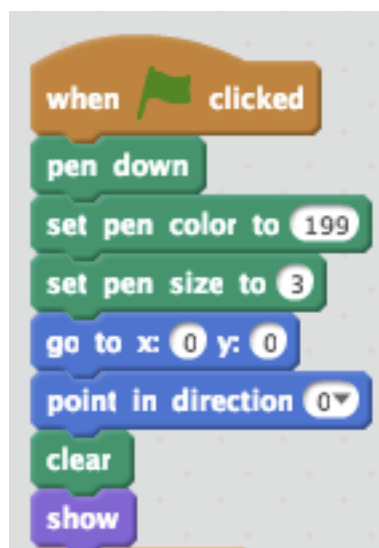 when clicked
pen down
set pen color to 199
set pen size to 3
go to x: 0 y: 0
point in direction 0
clear
show